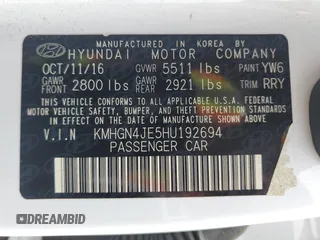 MANUFACTURED IN KOREA BY
HYUNDAI MOTOR COMPANY
OCT/11/16 GVWR 5511 lbs PAINT YW6
GAWR FRONT 2800 lbs GAWR REAR 2921 lbs TRIM RRY
THIS VEHICLE CONFORMS TO ALL APPLICABLE FEDERAL MOTOR VEHICLE SAFETY, BUMPER, AND THEFT PREVENTION STANDARDS IN EFFECT ON THE DATE OF MANUFACTURE SHOWN ABOVE.
V.I.N KMHGN4JE5HU192694
PASSENGER CAR
DREAMBID